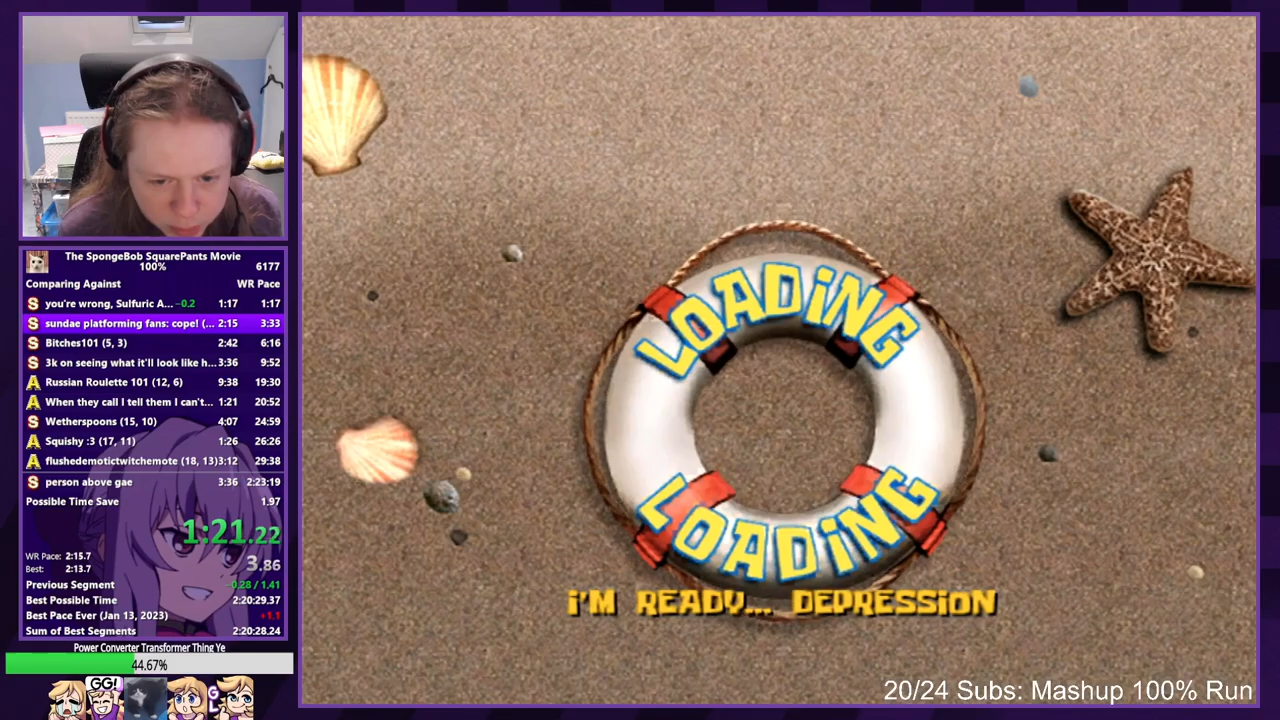 The SpongeBob SquarePants Movie
100% 6177
Comparing Against WR Pace:
S you're wrong, Sulfuric A... -0.2 1:17 1:17
S sundae platforming fans: cope! (... 2:15 3:33
S Bitches101 (5, 3) 2:42 6:16
S 3k on seeing what it'll look like h... 3:36 9:52
A Russian Roulette 101 (12, 6) 9:38 19:30
A When they call I tell them I can't... 1:21 20:52
S Wetherspoons (15, 10) 4:07 24:59
A Squishy :3 (17, 11) 1:26 26:26
A flushedemotictwitchemote (18, 13) 3:12 29:38
S person above gae 3:36 2:23:19
Possible Time Save 1.97
1:21.22
WR Pace: 2:15.7
Best: 2:13.7
3.86
Previous Segment -0.28 / 1.41
Best Possible Time 2:20:29.37
Best Pace Ever (Jan 13, 2023) +1.1
Sum of Best Segments 2:20:28.24
Power Converter Transformer Thing Ye
44.67%
GG!
GL
LOADING
LOADING
I'M READY... DEPRESSION
20/24 Subs: Mashup 100% Run